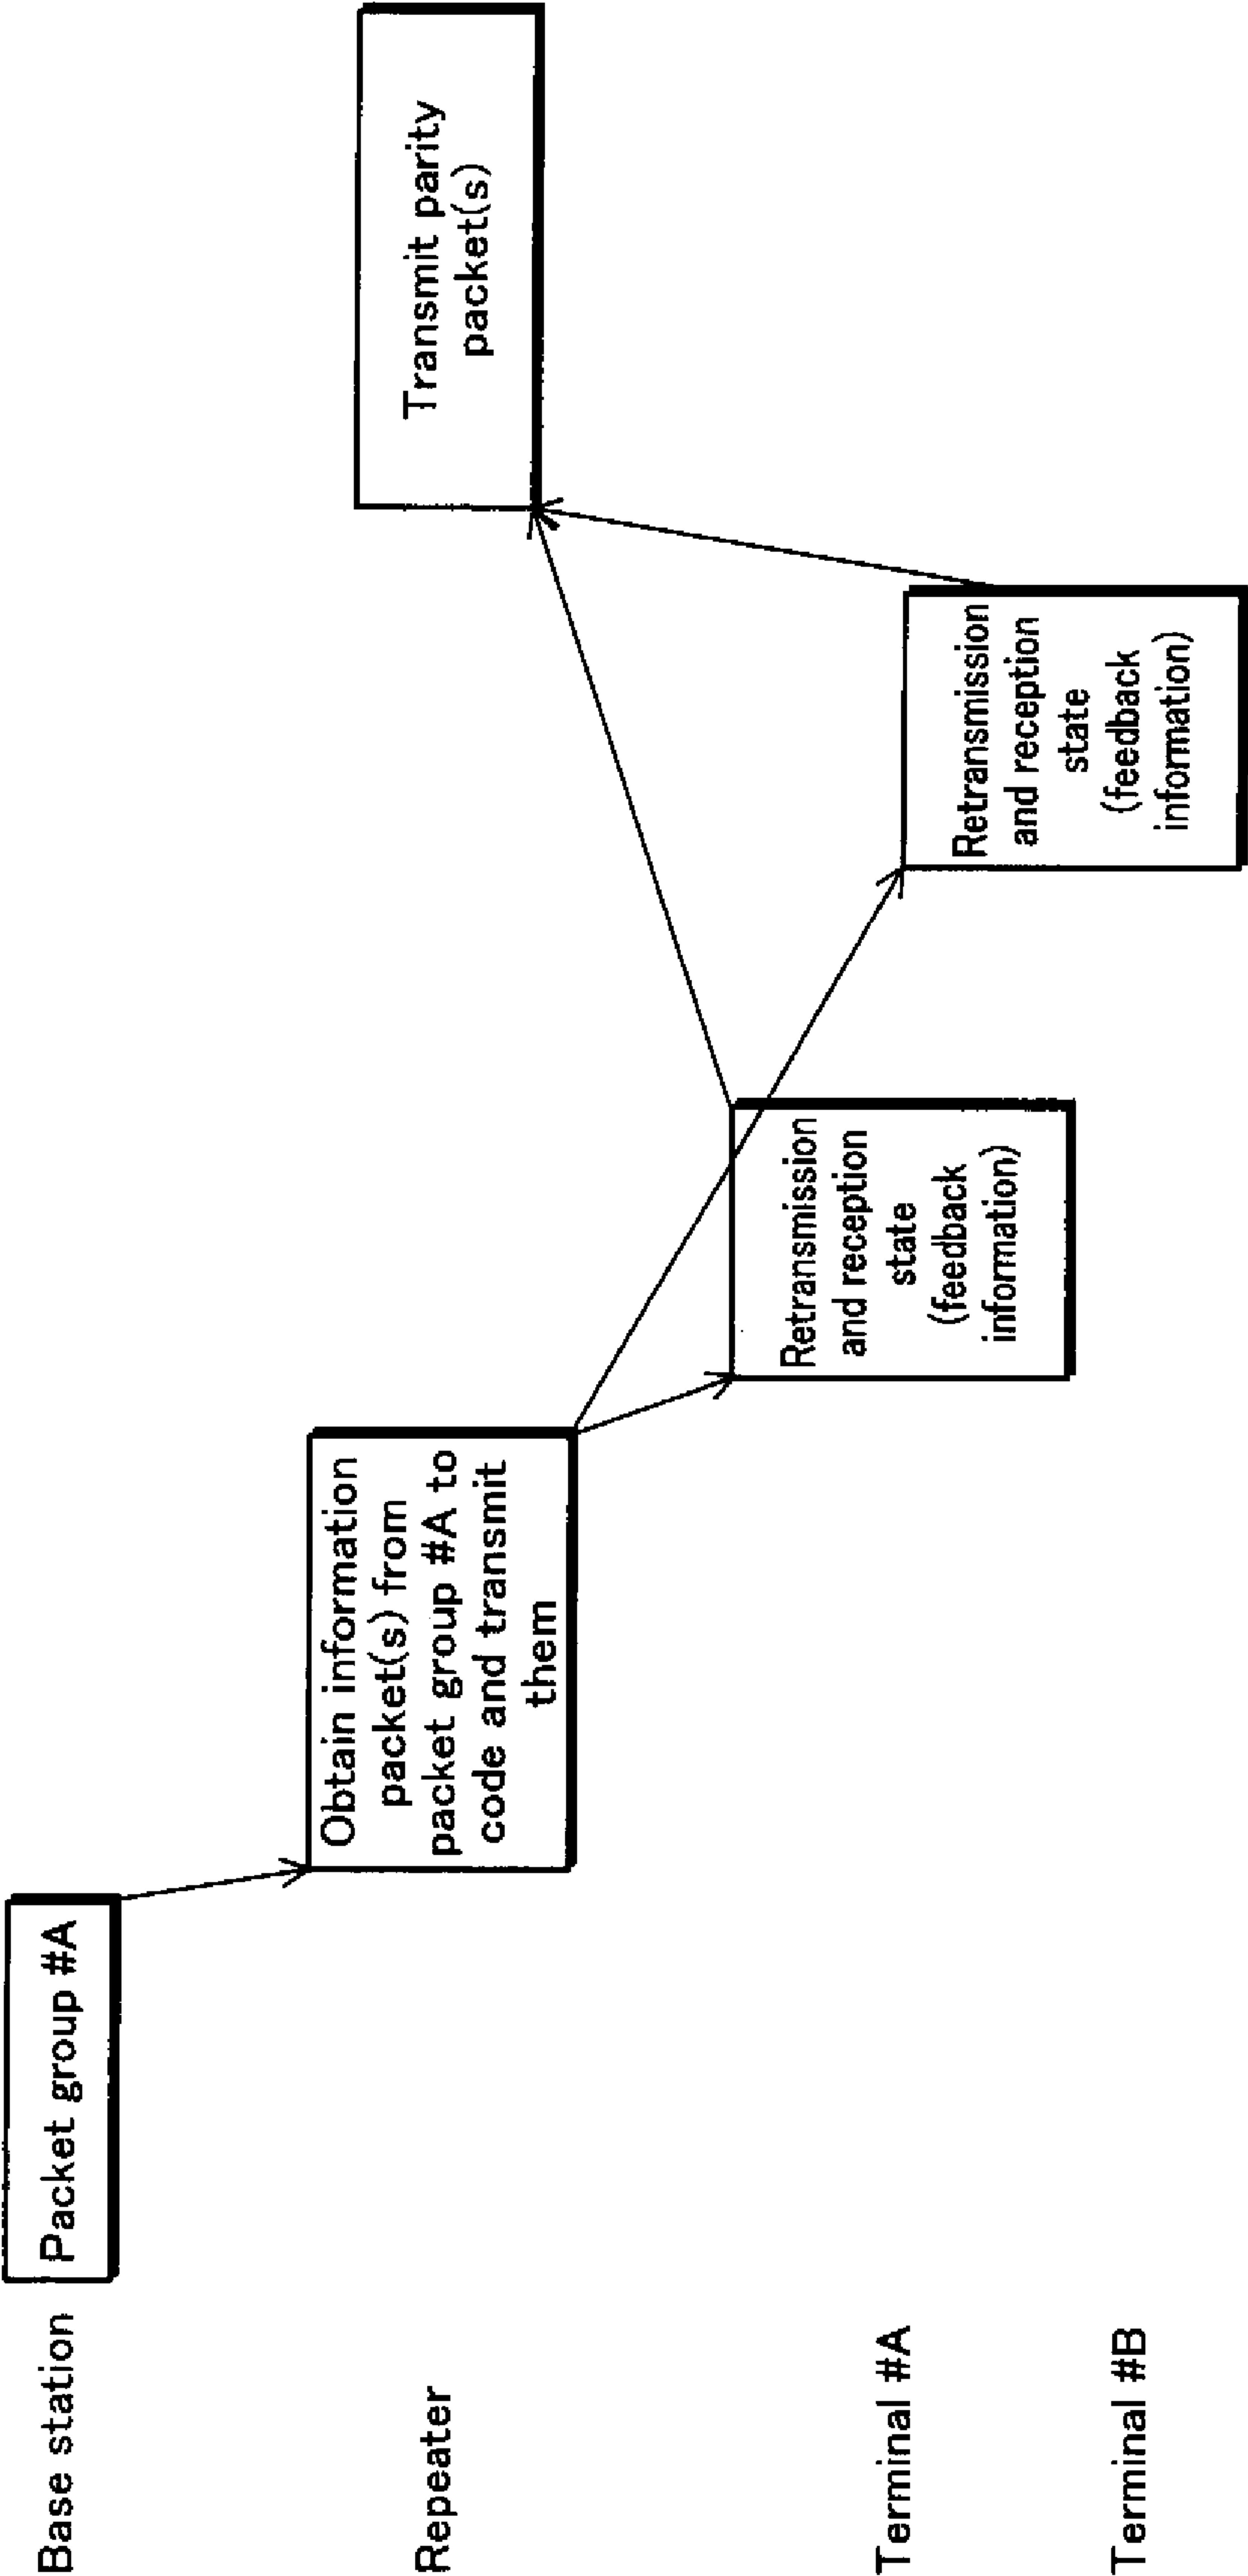 Base station
Packet group #A
Repeater
Obtain information
packet(s) from
packet group #A to
code and transmit
them
Transmit parity
packet(s)
Terminal #A
Retransmission
and reception
state
(feedback
information)
Terminal #B
Retransmission
and reception
state
(feedback
information)